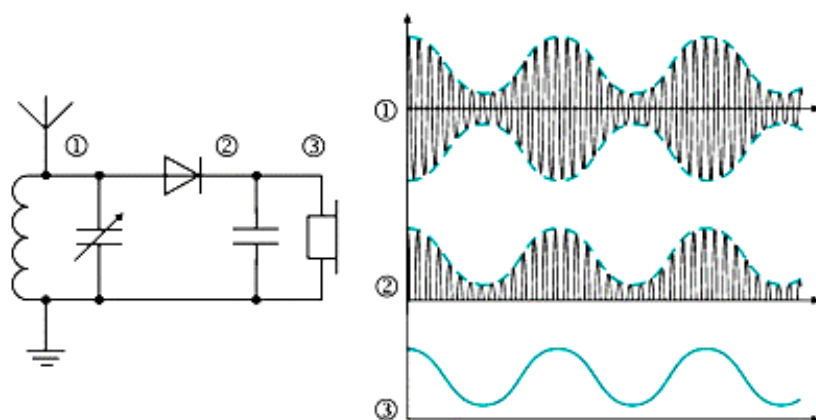 ① ② ③
①
②
③